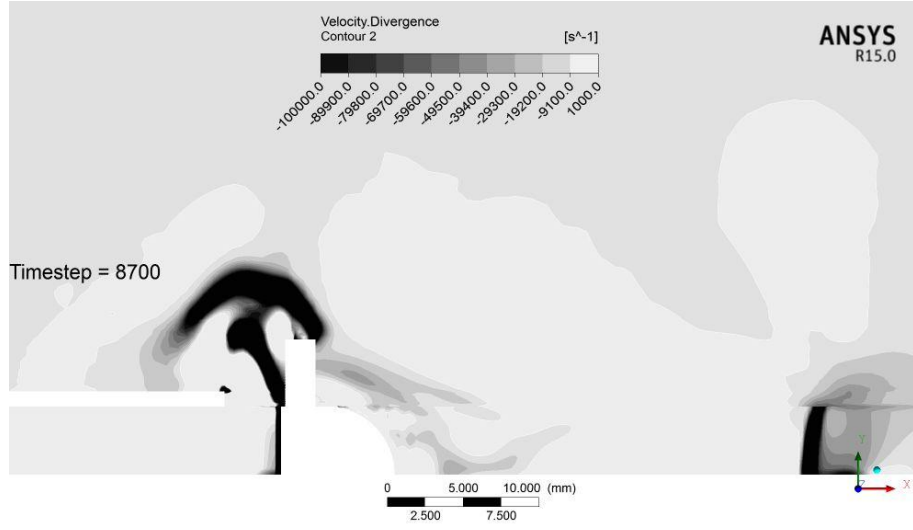 Velocity.Divergence
Contour 2 [s^-1]
ANSYS
R15.0
-100000.0
-89900.0
-79800.0
-69700.0
-59600.0
-49500.0
-39400.0
-29300.0
-19200.0
-9100.0
1000.0
Timestep = 8700
Y
Z X
0 5.000 10.000 (mm)
2.500 7.500